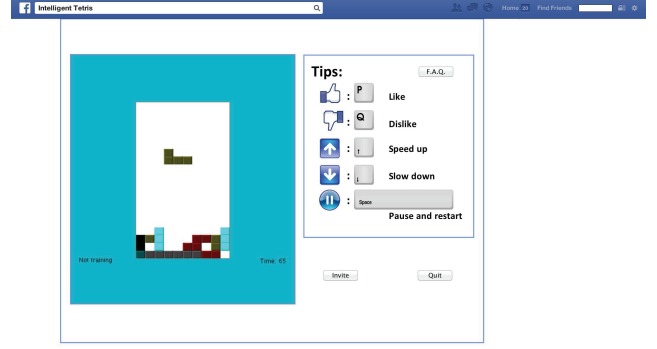 f Intelligent Tetris
Home 20 Find Friends
Tips:
F.A.Q.
: P Like
: Q Dislike
: ↑ Speed up
: ↓ Slow down
: Space
Pause and restart
Not training
Time: 65
Invite
Quit